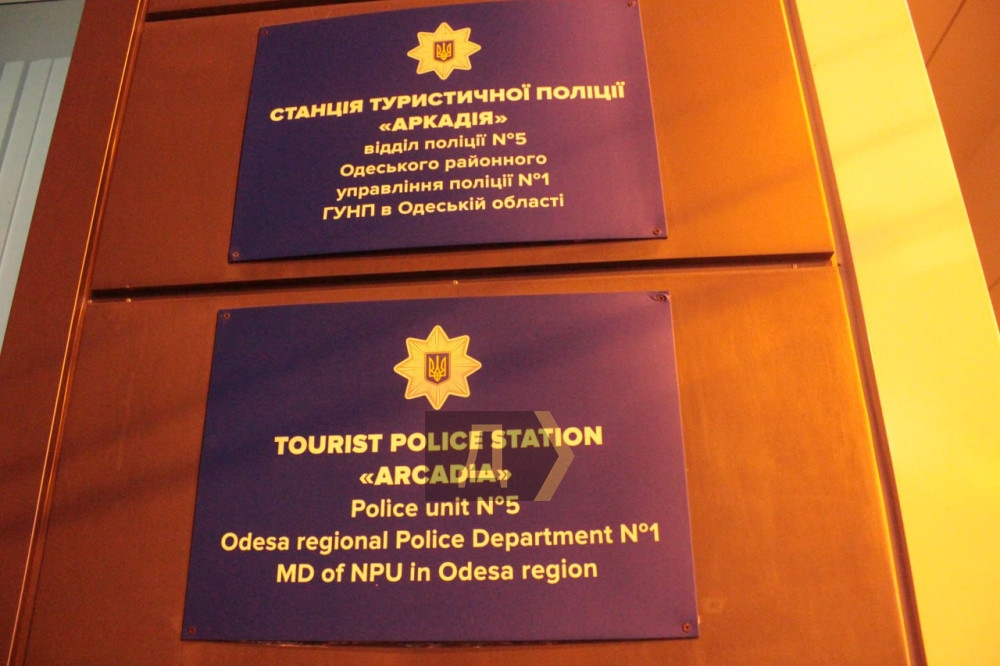 СТАНЦІЯ ТУРИСТИЧНОЇ ПОЛІЦІЇ
«АРКАДІЯ»
відділ поліції №5
Одеського районного
управління поліції №1
ГУНП в Одеській області
TOURIST POLICE STATION
«ARCADIA»
Police unit №5
Odesa regional Police Department №1
MD of NPU in Odesa region
Д